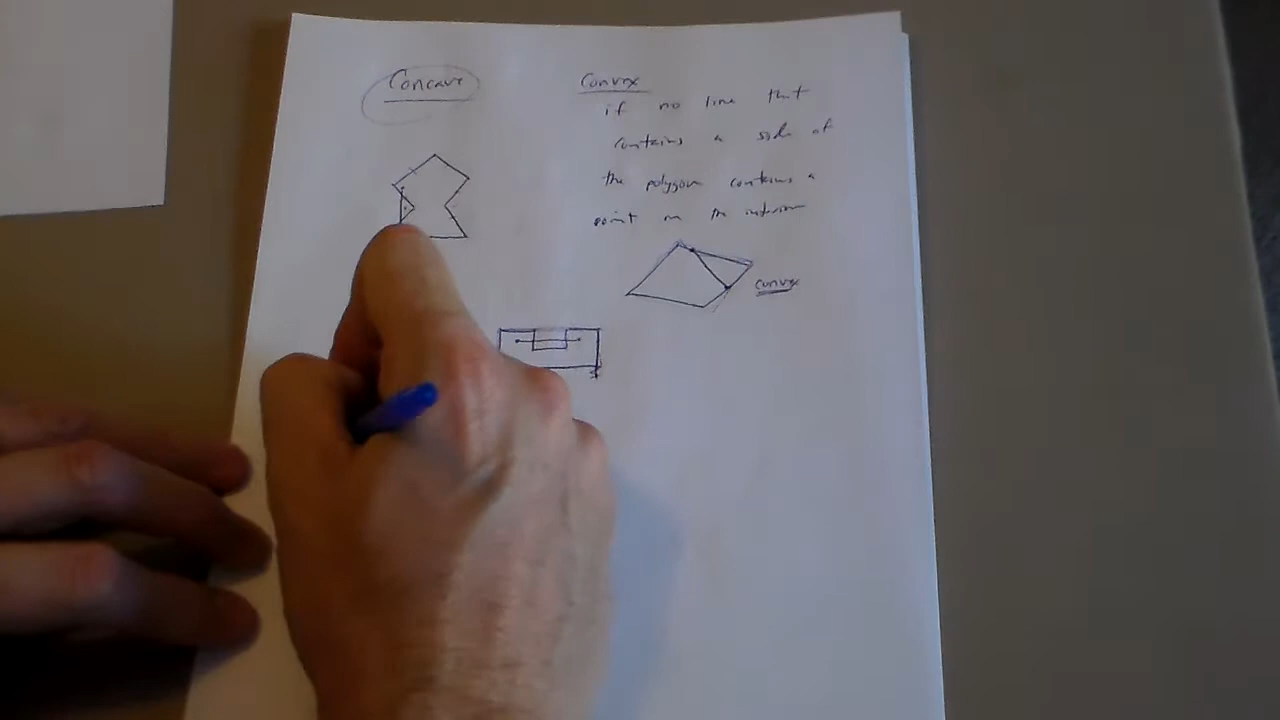 Concave
Convex
if no line that
contains a side of
the polygon contains a
point in the interior
convex